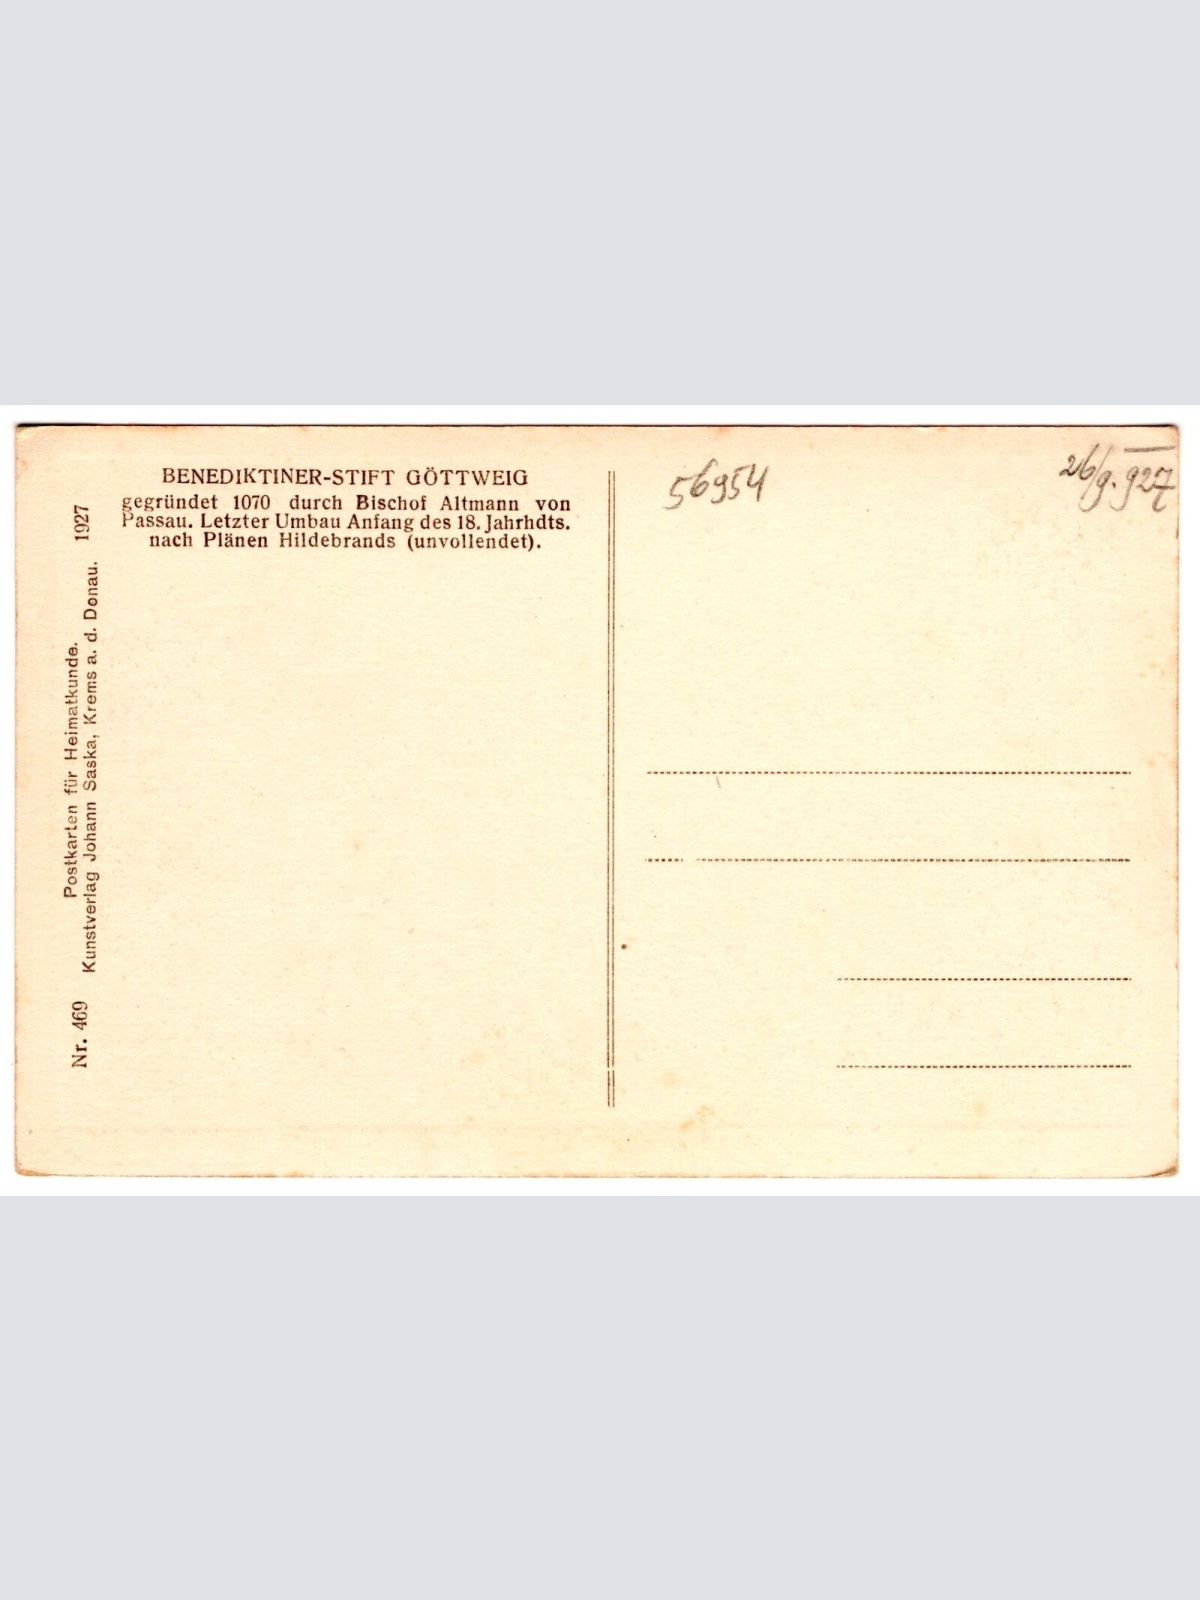 BENEDIKTINER-STIFT GÖTTWEIG
gegründet 1070 durch Bischof Altmann von
Passau. Letzter Umbau Anfang des 18. Jahrhdts.
nach Plänen Hildebrands (unvollendet).
56954
26/9. 927
Postkarten für Heimatkunde.
Nr. 469 Kunstverlag Johann Saska, Krems a. d. Donau. 1927